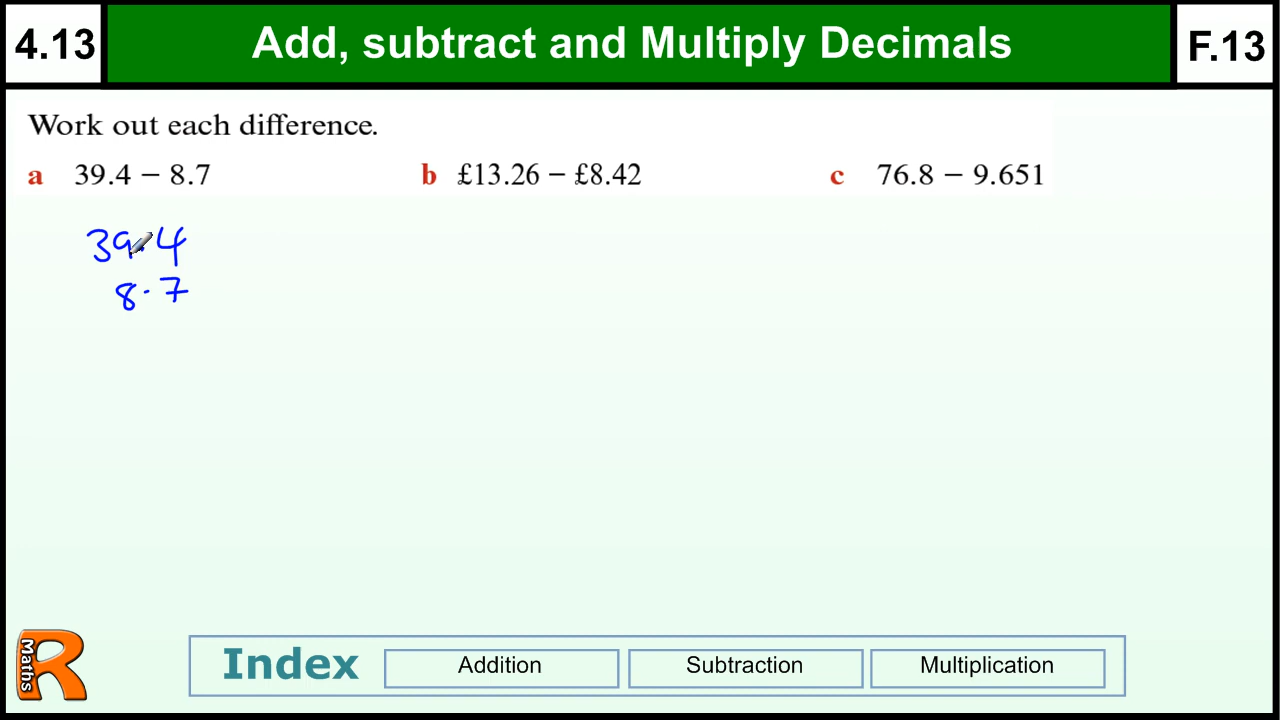 4.13 Add, subtract and Multiply Decimals F.13
Work out each difference.
a 39.4 − 8.7 b £13.26 − £8.42 c 76.8 − 9.651
39.4
8.7
R Maths
Index Addition Subtraction Multiplication